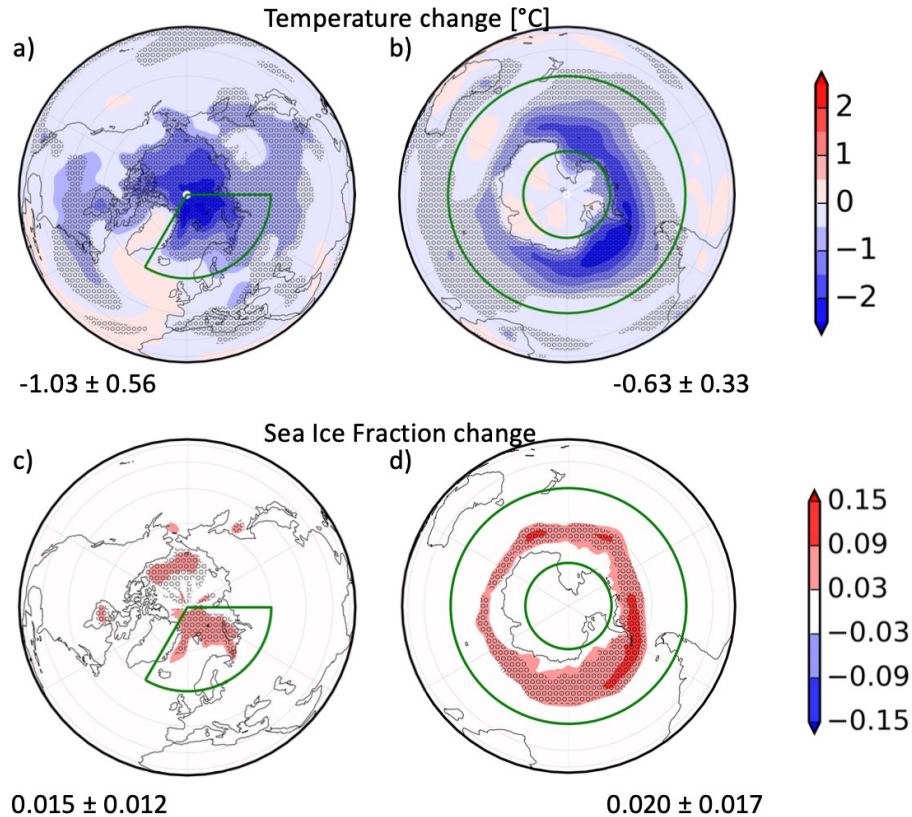 Temperature change [°C]
a)
b)
2
1
0
−1
−2
-1.03 ± 0.56
-0.63 ± 0.33
Sea Ice Fraction change
c)
d)
0.15
0.09
0.03
−0.03
−0.09
−0.15
0.015 ± 0.012
0.020 ± 0.017